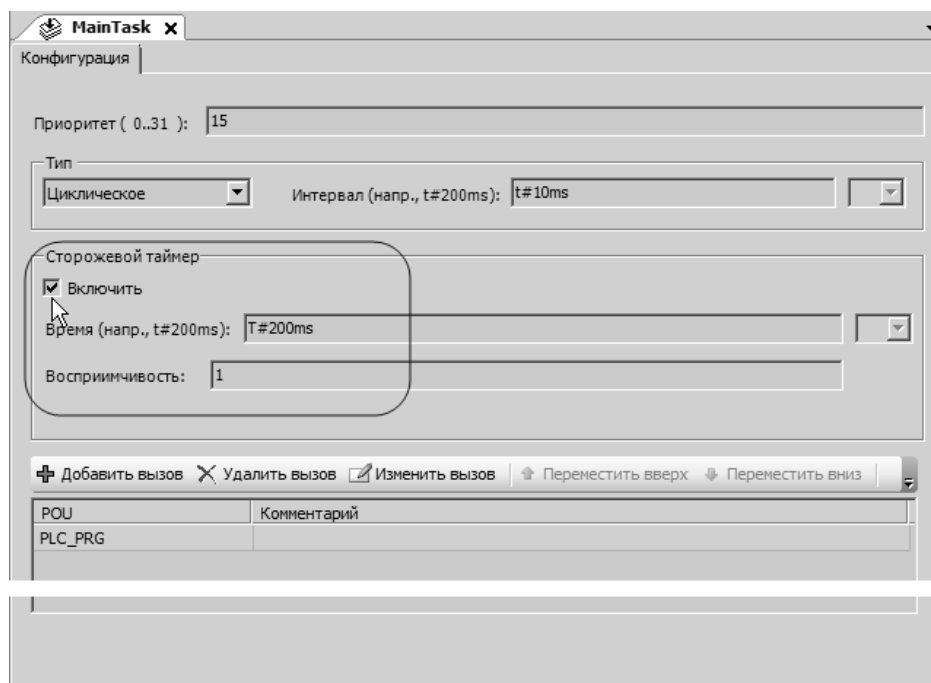 MainTask x
Конфигурация
Приоритет ( 0..31 ): 15
Тип
Циклическое Интервал (напр., t#200ms): t#10ms
Сторожевой таймер
Включить
Время (напр., t#200ms): T#200ms
Восприимчивость: 1
Добавить вызов Удалить вызов Изменить вызов Переместить вверх Переместить вниз
POU Комментарий
PLC_PRG